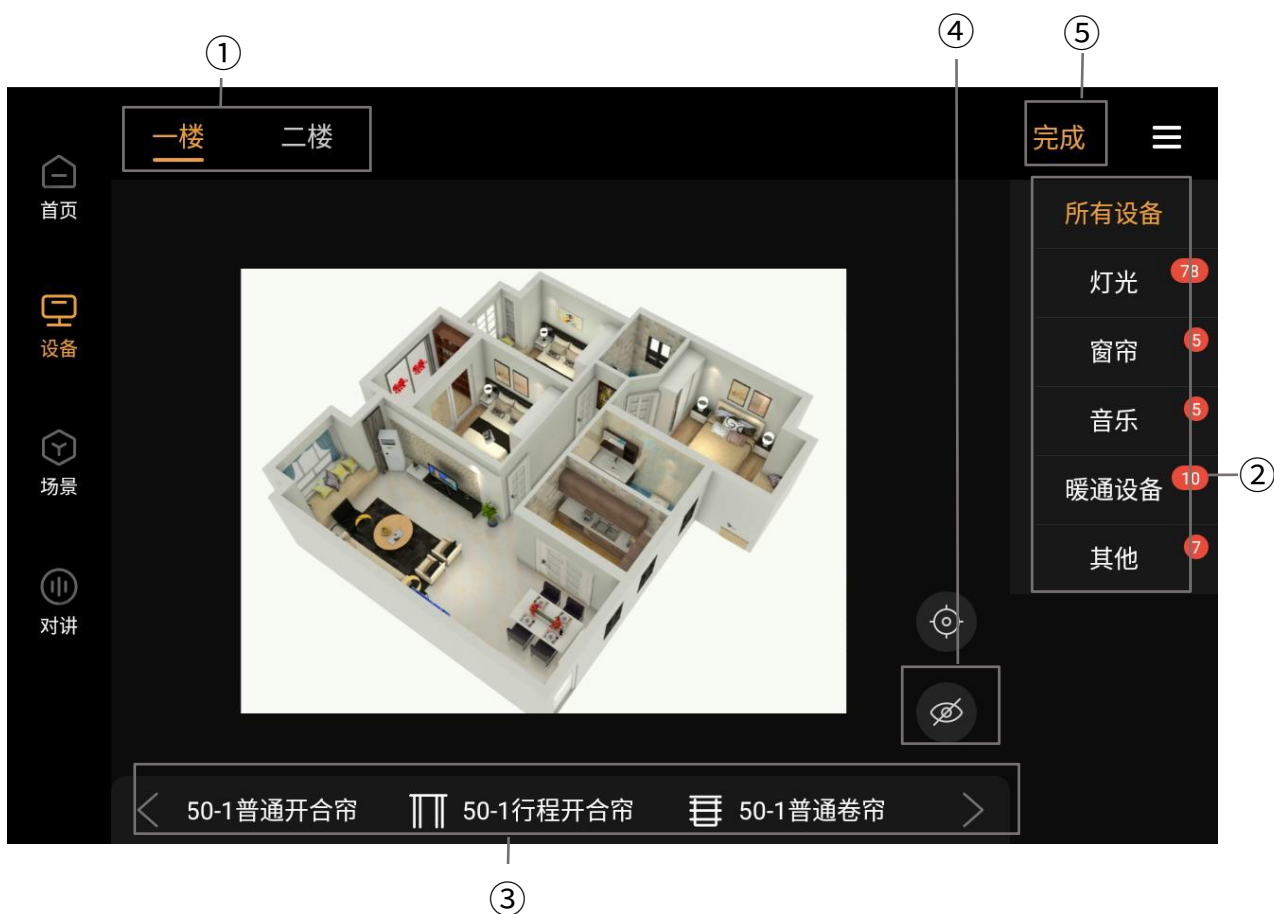 ④
⑤
①
一楼
二楼
完成
首页
所有设备
灯光
78
设备
窗帘
5
音乐
5
场景
暖通设备
10
②
其他
7
对讲
50-1普通开合帘
50-1行程开合帘
50-1普通卷帘
③